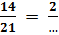 14/21 = 2/...